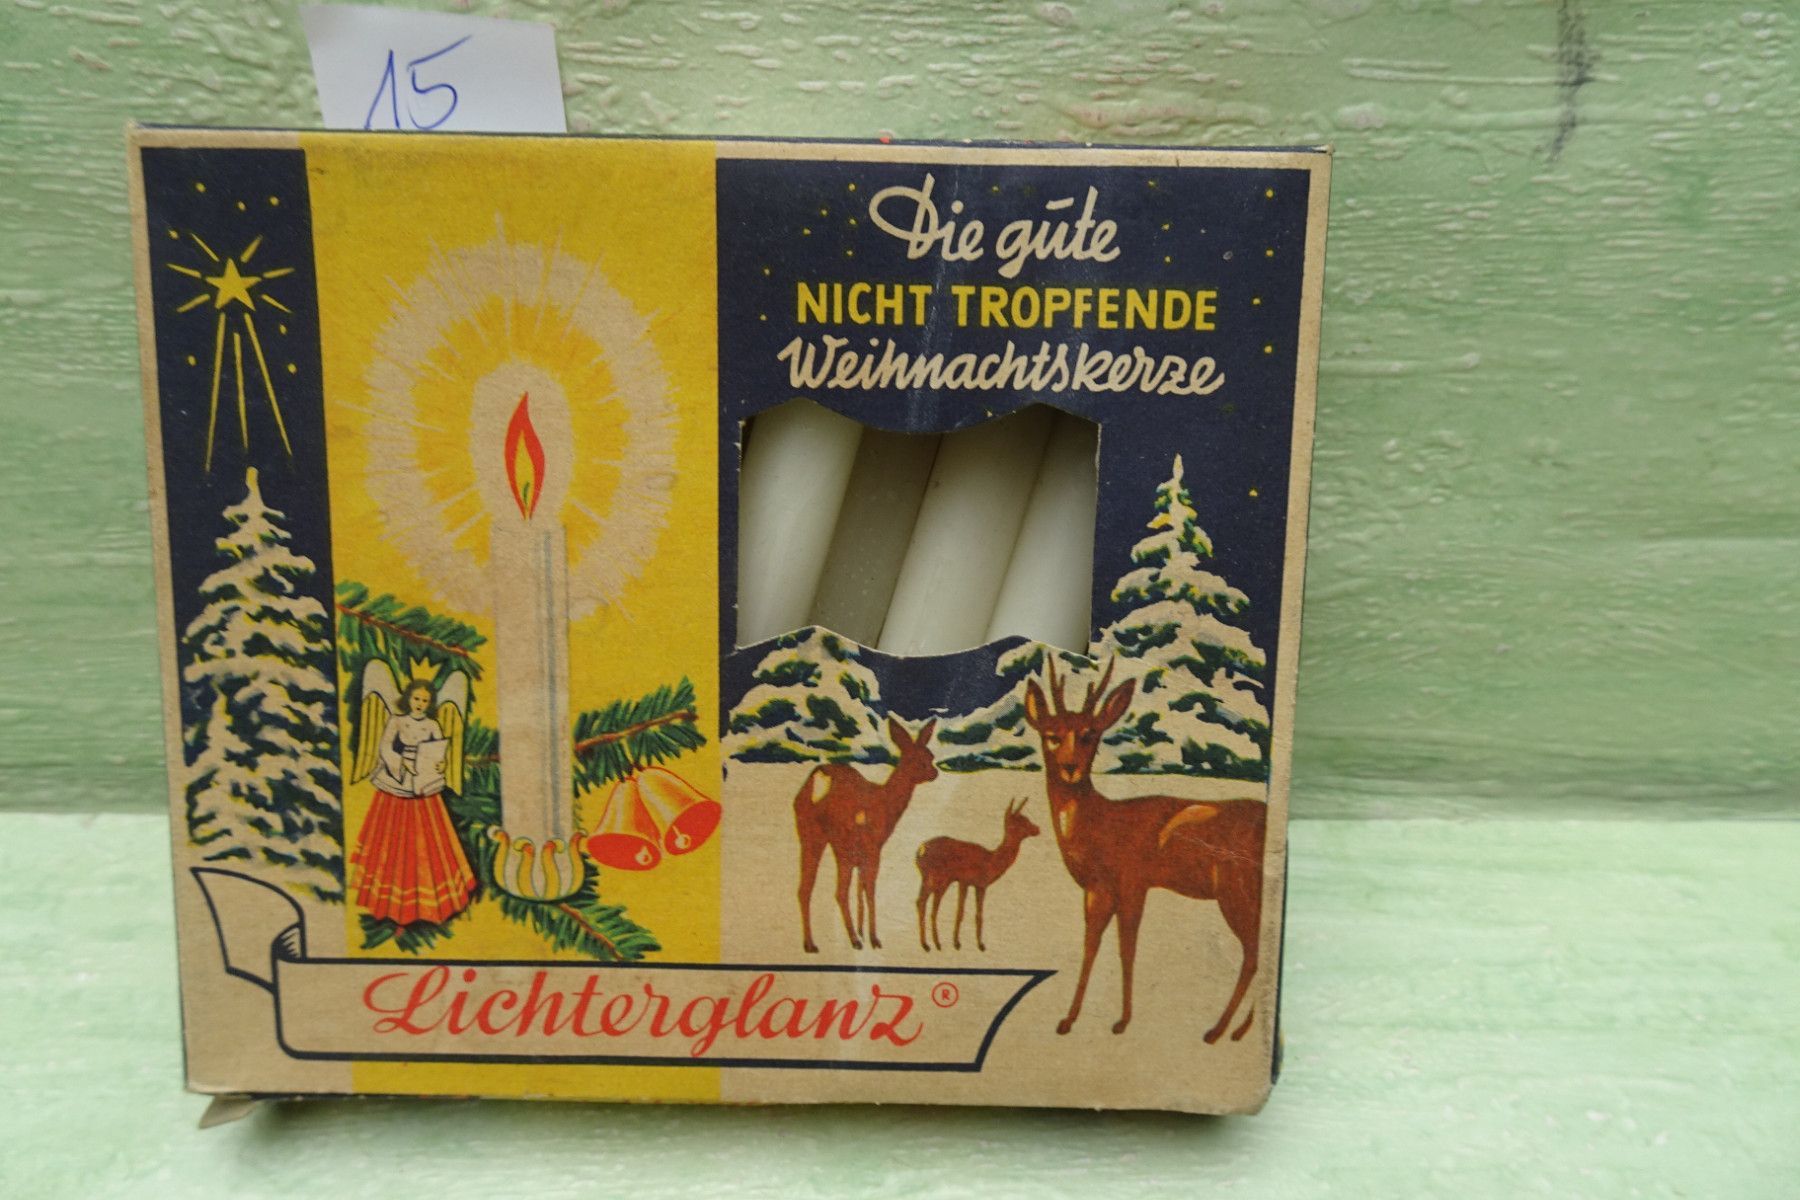 15
Die gute
NICHT TROPFENDE
Weihnachtskerze
Lichterglanz®